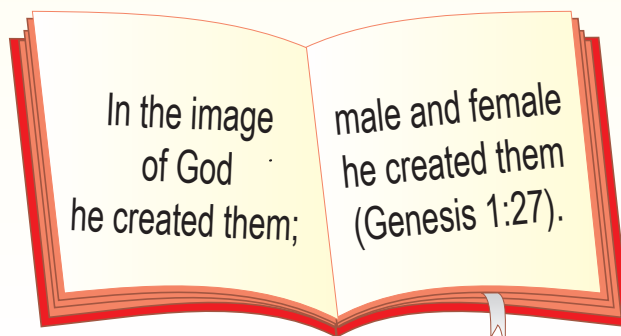 In the image
of God
he created them;
male and female
he created them
(Genesis 1:27).